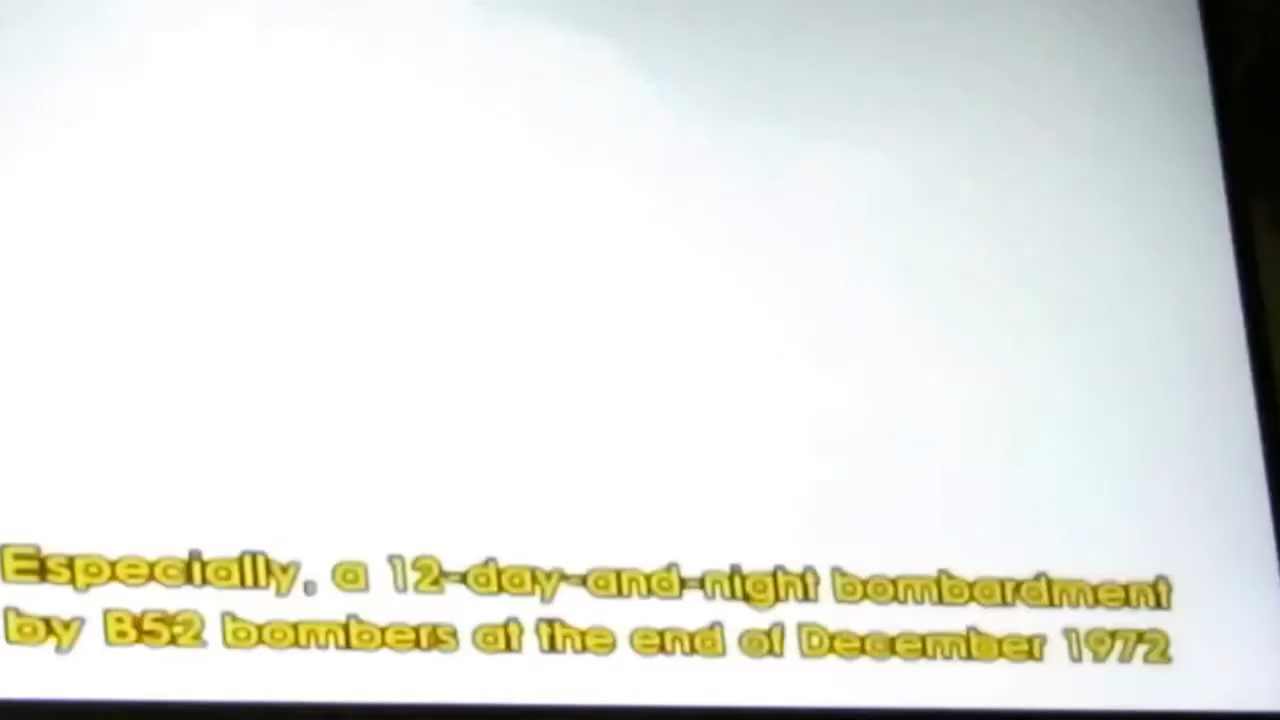 Especially, a 12-day-and-night bombardment
by B52 bombers at the end of December 1972